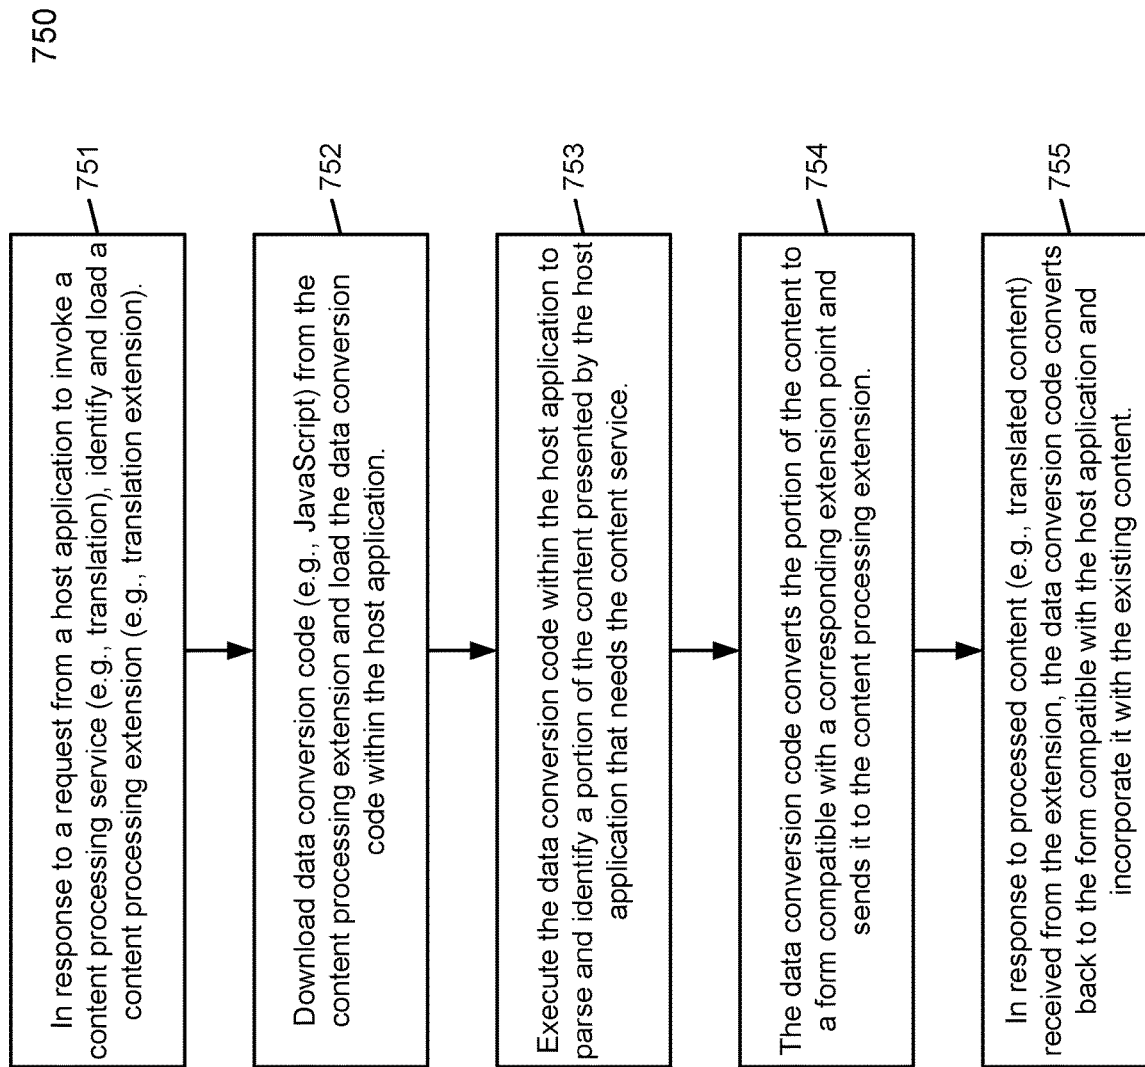 750
In response to a request from a host application to invoke a
content processing service (e.g., translation), identify and load a
content processing extension (e.g., translation extension).
751
Download data conversion code (e.g., JavaScript) from the
content processing extension and load the data conversion
code within the host application.
752
Execute the data conversion code within the host application to
parse and identify a portion of the content presented by the host
application that needs the content service.
753
The data conversion code converts the portion of the content to
a form compatible with a corresponding extension point and
sends it to the content processing extension.
754
In response to processed content (e.g., translated content)
received from the extension, the data conversion code converts
back to the form compatible with the host application and
incorporate it with the existing content.
755